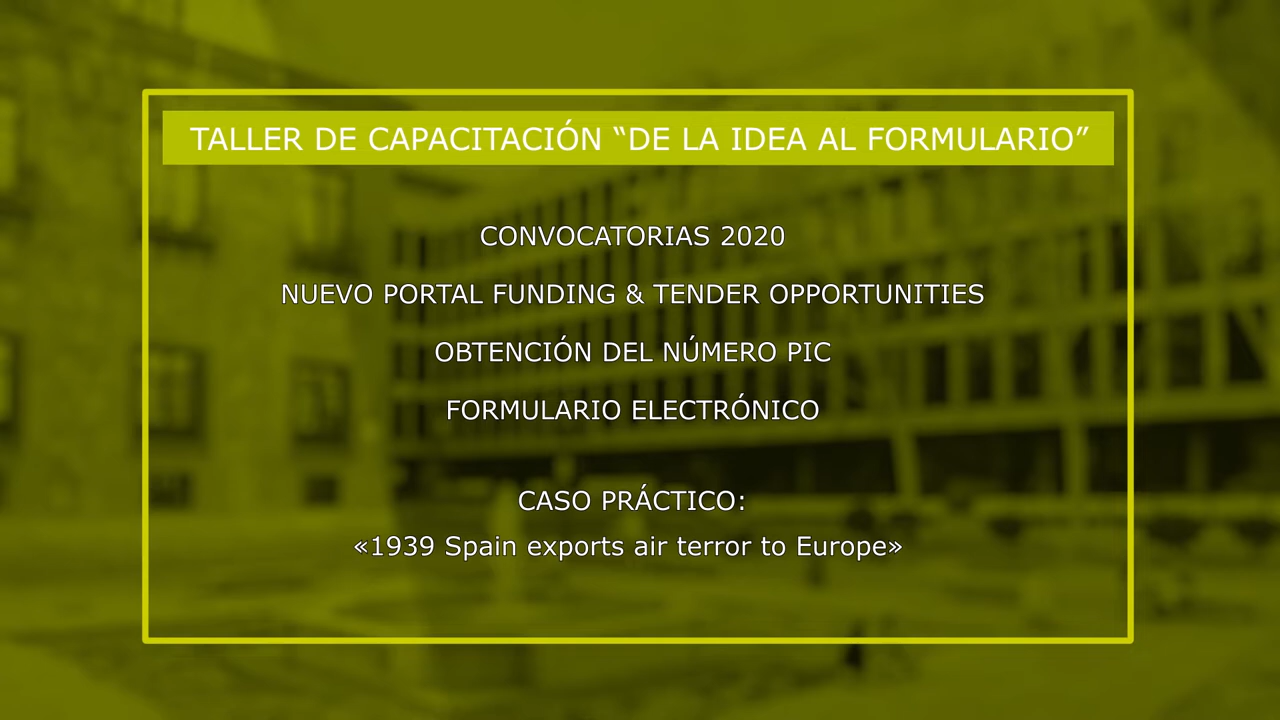 TALLER DE CAPACITACIÓN “DE LA IDEA AL FORMULARIO”
CONVOCATORIAS 2020
NUEVO PORTAL FUNDING & TENDER OPPORTUNITIES
OBTENCIÓN DEL NÚMERO PIC
FORMULARIO ELECTRÓNICO
CASO PRÁCTICO:
«1939 Spain exports air terror to Europe»